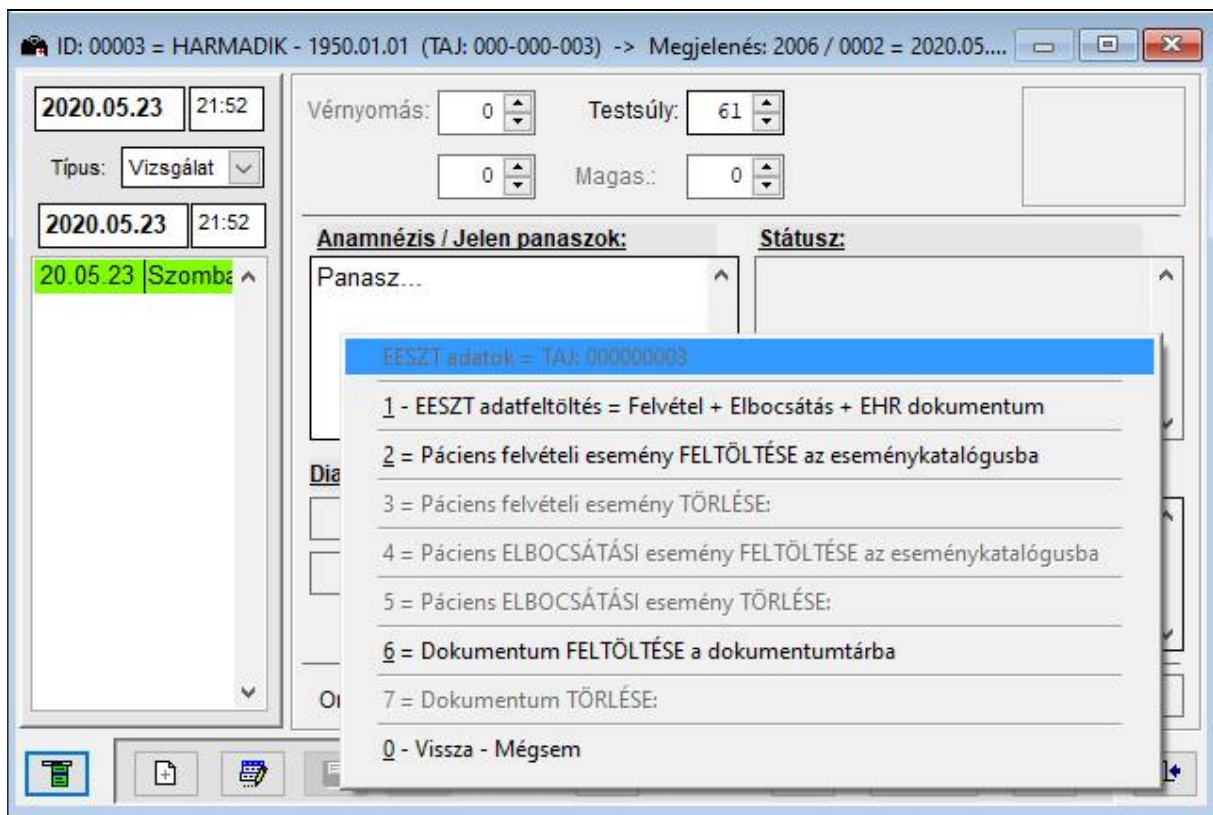 ID: 00003 = HARMADIK - 1950.01.01 (TAJ: 000-000-003) -> Megjelenés: 2006 / 0002 = 2020.05....
2020.05.23 21:52
Vérnyomás: 0 Testsúly: 61
Típus: Vizsgálat
0 Magas.: 0
2020.05.23 21:52
Anamnézis / Jelen panaszok: Státusz:
20.05.23 Szomba
Panasz...
EESZT adatok = TAJ: 000000003
1 - EESZT adatfeltöltés = Felvétel + Elbocsátás + EHR dokumentum
2 = Páciens felvételi esemény FELTÖLTÉSE az eseménykatalógusba
Dia
3 = Páciens felvételi esemény TÖRLÉSE:
4 = Páciens ELBOCSÁTÁSI esemény FELTÖLTÉSE az eseménykatalógusba
5 = Páciens ELBOCSÁTÁSI esemény TÖRLÉSE:
6 = Dokumentum FELTÖLTÉSE a dokumentumtárba
7 = Dokumentum TÖRLÉSE:
0 - Vissza - Mégsem